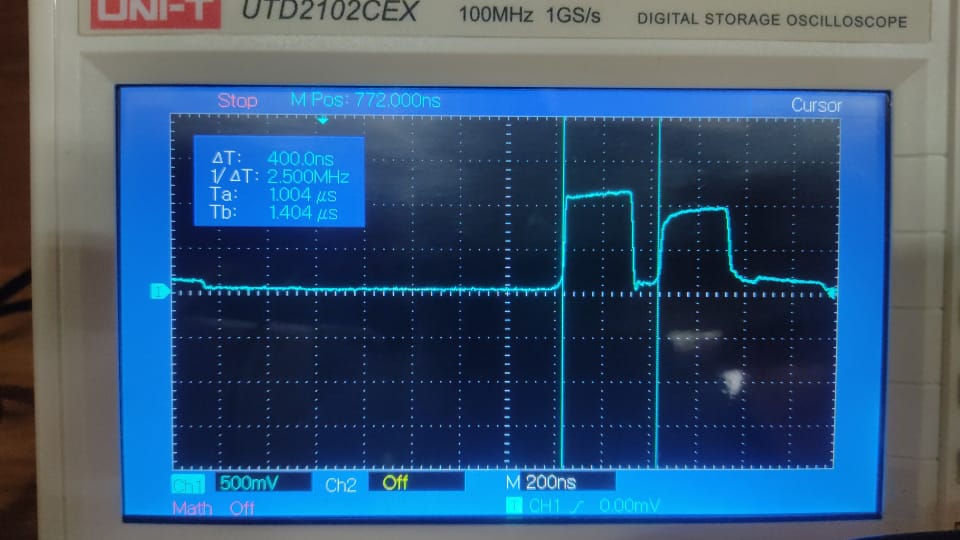 UNI-T UTD2102CEX 100MHz 1GS/s DIGITAL STORAGE OSCILLOSCOPE
Stop M Pos: 772.000ns Cursor
ΔT: 400.0ns
1/ΔT: 2.500MHz
Ta: 1.004 μs
Tb: 1.404 μs
1
Ch1 500mV Ch2 Off M 200ns
Math Off 1 CH1 0.00mV